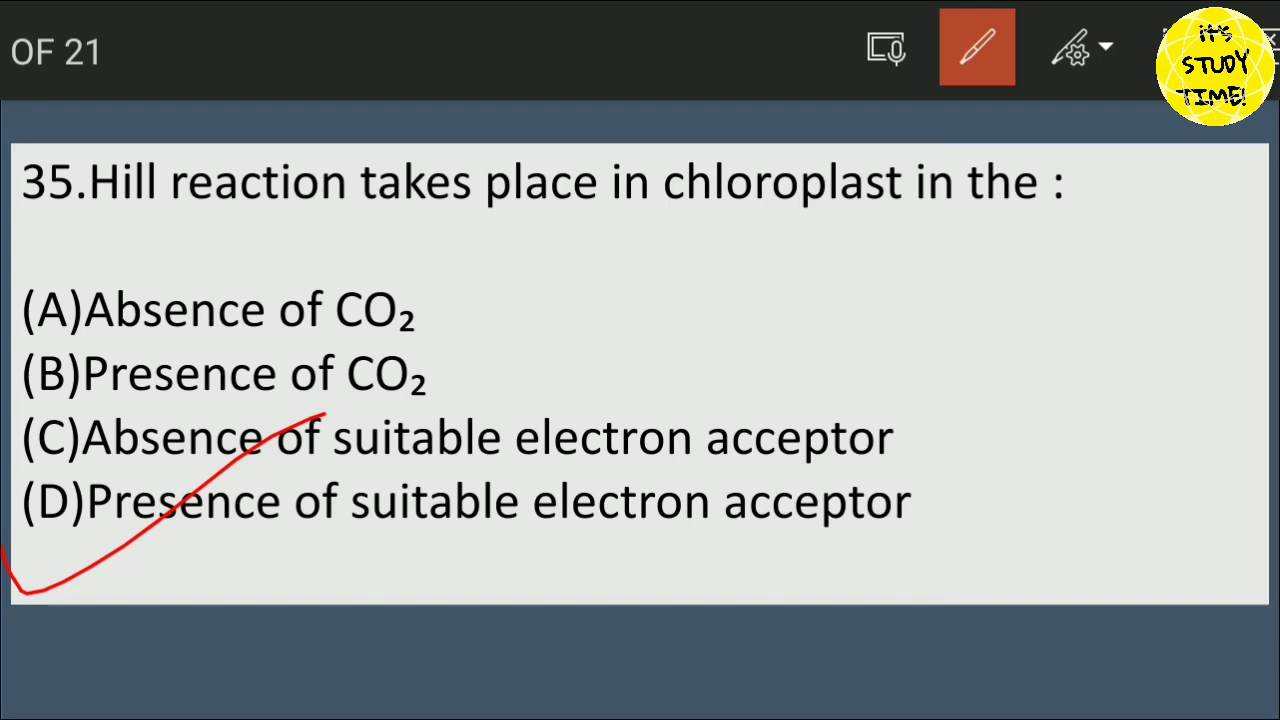 OF 21
it's
STUDY
TIME!
35.Hill reaction takes place in chloroplast in the :
(A)Absence of CO₂
(B)Presence of CO₂
(C)Absence of suitable electron acceptor
(D)Presence of suitable electron acceptor